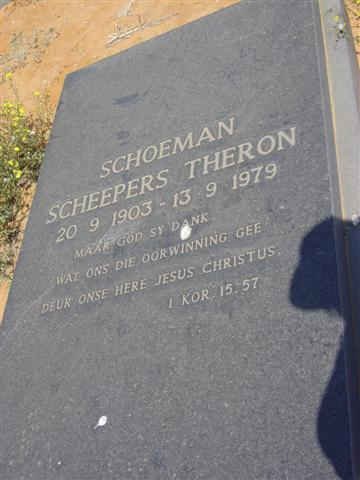 SCHOEMAN
SCHEEPERS THERON
20 9 1903 - 13 9 1979
MAAR GOD SY DANK
WAT ONS DIE OORWINNING GEE
DEUR ONSE HERE JESUS CHRISTUS.
I KOR. 15:57